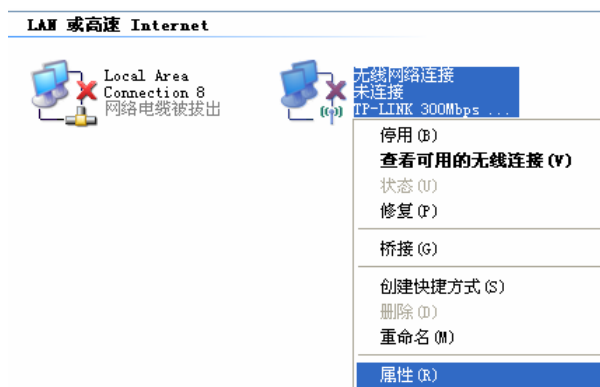 LAN 或高速 Internet
Local Area
Connection 8
网络电缆被拔出
无线网络连接
未连接
TP-LINK 300Mbps ...
停用(B)
查看可用的无线连接(V)
状态(U)
修复(P)
桥接(G)
创建快捷方式(S)
删除(D)
重命名(M)
属性(R)